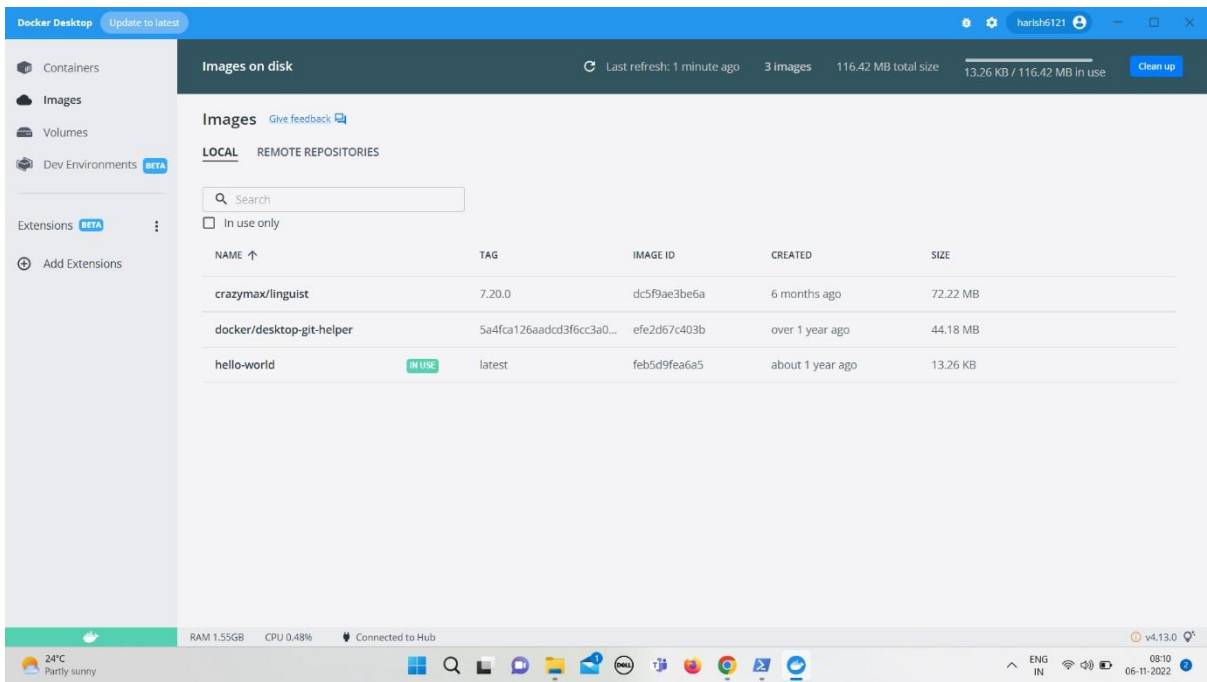 Docker Desktop Update to latest harish6121
Containers
Images
Volumes
Dev Environments BETA
Extensions BETA
Add Extensions
Images on disk Last refresh: 1 minute ago 3 images 116.42 MB total size 13.26 KB / 116.42 MB in use Clean up
Images Give feedback
LOCAL REMOTE REPOSITORIES
Search
In use only
NAME TAG IMAGE ID CREATED SIZE
crazymax/linguist 7.20.0 dc5f9ae3be6a 6 months ago 72.22 MB
docker/desktop-git-helper 5a4fca126aadcd3f6cc3a0... efe2d67c403b over 1 year ago 44.18 MB
hello-world IN USE latest feb5d9fea6a5 about 1 year ago 13.26 KB
RAM 1.55GB CPU 0.48% Connected to Hub v4.13.0
24°C
Partly sunny
1
DELL
ENG
IN
08:10
06-11-2022
2